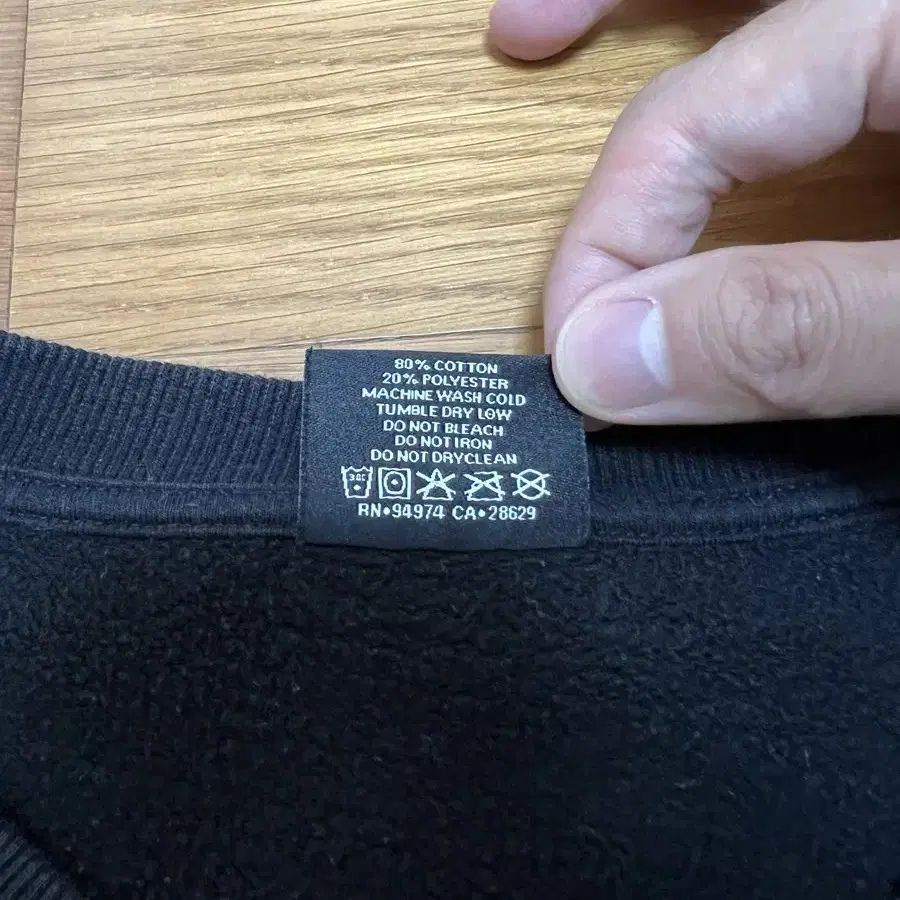 80% COTTON
20% POLYESTER
MACHINE WASH COLD
TUMBLE DRY LOW
DO NOT BLEACH
DO NOT IRON
DO NOT DRYCLEAN
RN•94974 CA•28629